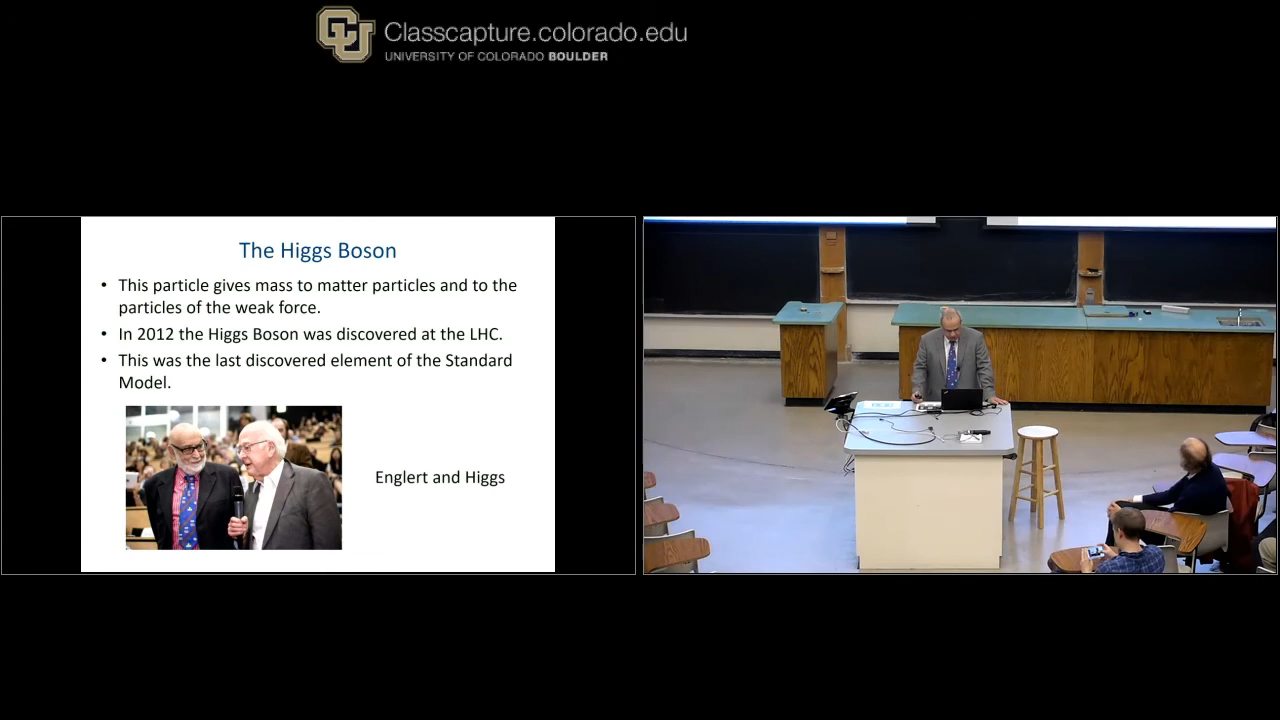 Classcapture.colorado.edu
UNIVERSITY OF COLORADO BOULDER
The Higgs Boson
• This particle gives mass to matter particles and to the
particles of the weak force.
• In 2012 the Higgs Boson was discovered at the LHC.
• This was the last discovered element of the Standard
Model.
Englert and Higgs